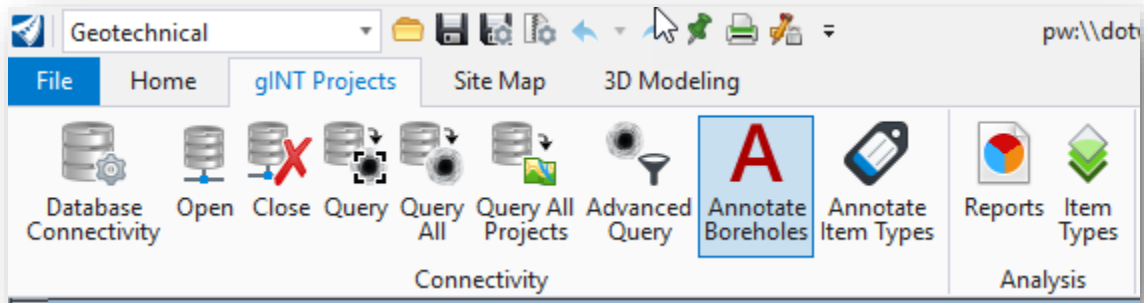 Geotechnical
pw:\\dotv
File Home gINT Projects Site Map 3D Modeling
Database Connectivity
Open
Close
Query
Query All
Query All Projects
Advanced Query
Annotate Boreholes
Annotate Item Types
Reports
Item Types
Connectivity
Analysis